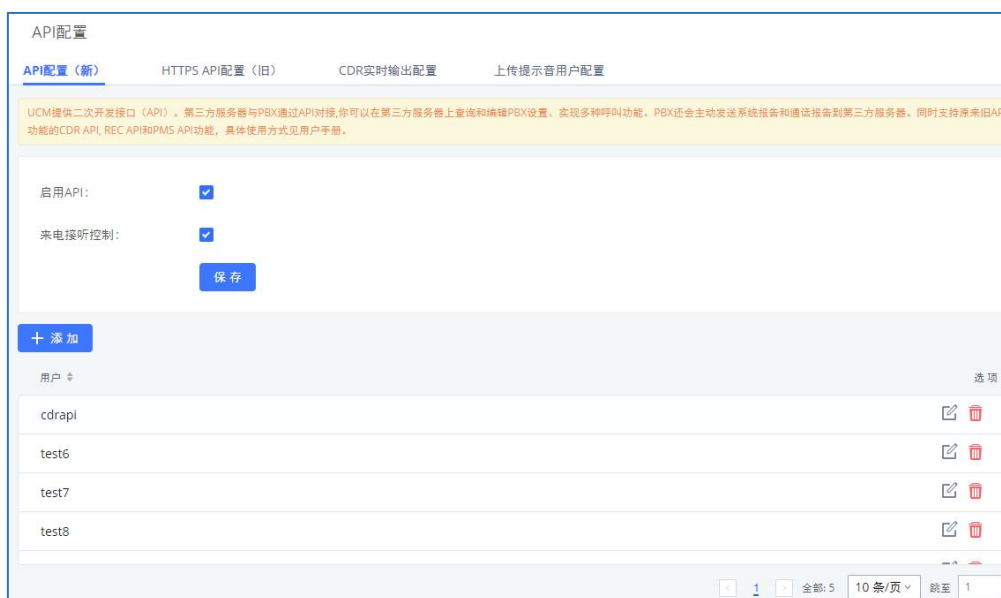 API配置
API配置（新） HTTPS API配置（旧） CDR实时输出配置 上传提示音用户配置
UCM提供二次开发接口（API）。第三方服务器与PBX通过API对接,你可以在第三方服务器上查询和编辑PBX设置、实现多种呼叫功能。PBX还会主动发送系统报告和通话报告到第三方服务器。同时支持原来旧AP
功能的CDR API, REC API和PMS API功能，具体使用方式见用户手册。
启用API：
来电接听控制：
保存
+ 添加
用户 选项
cdrapi
test6
test7
test8
< 1 > 全部: 5 10 条/页 跳至 1